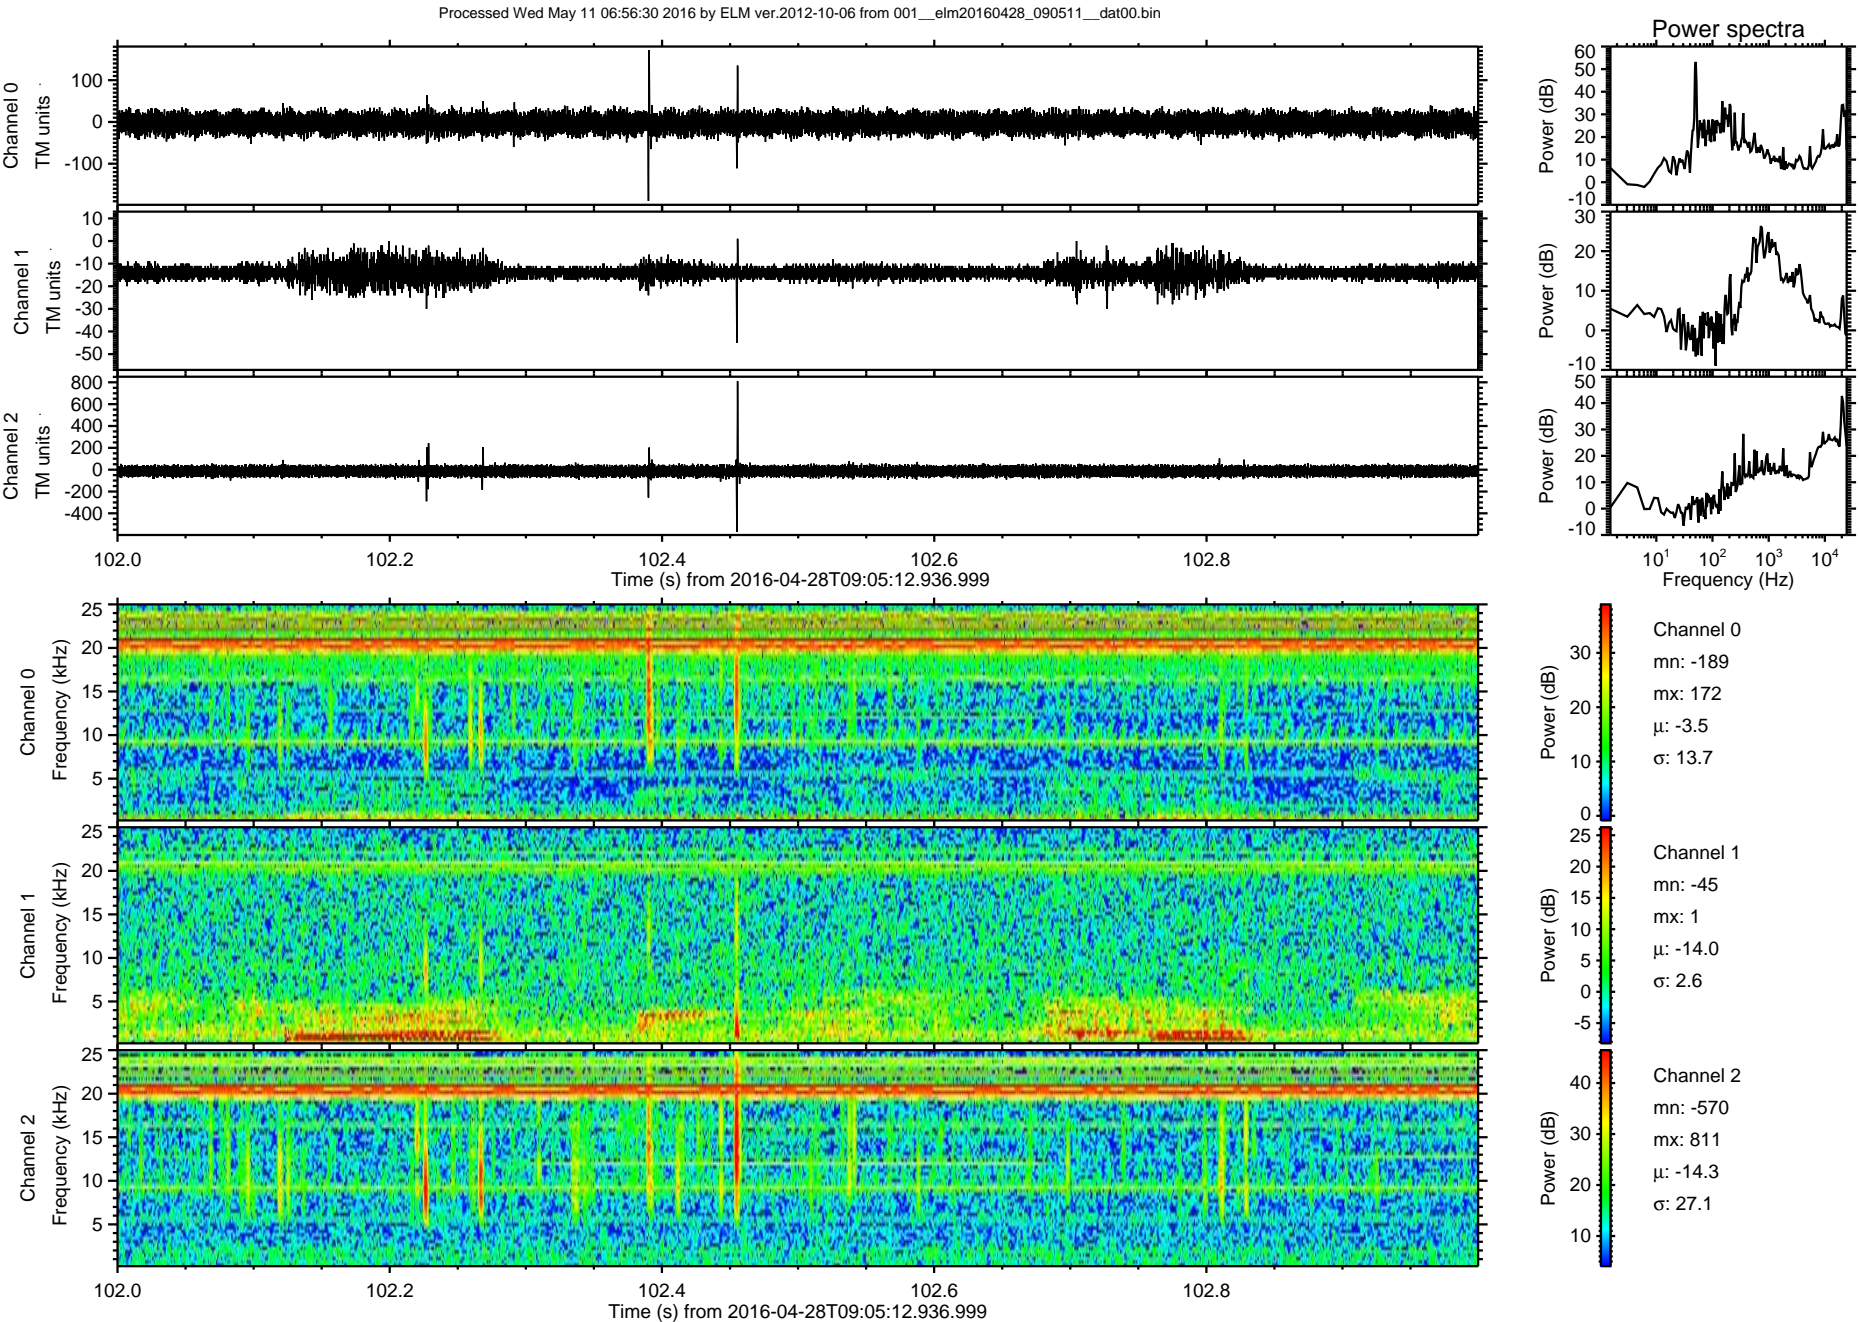 Processed Wed May 11 06:56:30 2016 by ELM ver.2012-10-06 from 001__elm20160428_090511__dat00.bin
Power spectra
Channel 0
TM units
100
0
-100
Power (dB)
60
50
40
30
20
10
0
-10
Channel 1
TM units
10
0
-10
-20
-30
-40
-50
Power (dB)
30
20
10
0
-10
Channel 2
TM units
800
600
400
200
0
-200
-400
Power (dB)
50
40
30
20
10
0
-10
102.0 102.2 102.4 102.6 102.8
Time (s) from 2016-04-28T09:05:12.936.999
10¹ 10² 10³ 10⁴
Frequency (Hz)
Channel 0
Frequency (kHz)
25
20
15
10
5
Power (dB)
30
20
10
0
Channel 0
mn: -189
mx: 172
μ: -3.5
σ: 13.7
Channel 1
Frequency (kHz)
25
20
15
10
5
Power (dB)
25
20
15
10
5
0
-5
Channel 1
mn: -45
mx: 1
μ: -14.0
σ: 2.6
Channel 2
Frequency (kHz)
25
20
15
10
5
Power (dB)
40
30
20
10
Channel 2
mn: -570
mx: 811
μ: -14.3
σ: 27.1
102.0 102.2 102.4 102.6 102.8
Time (s) from 2016-04-28T09:05:12.936.999